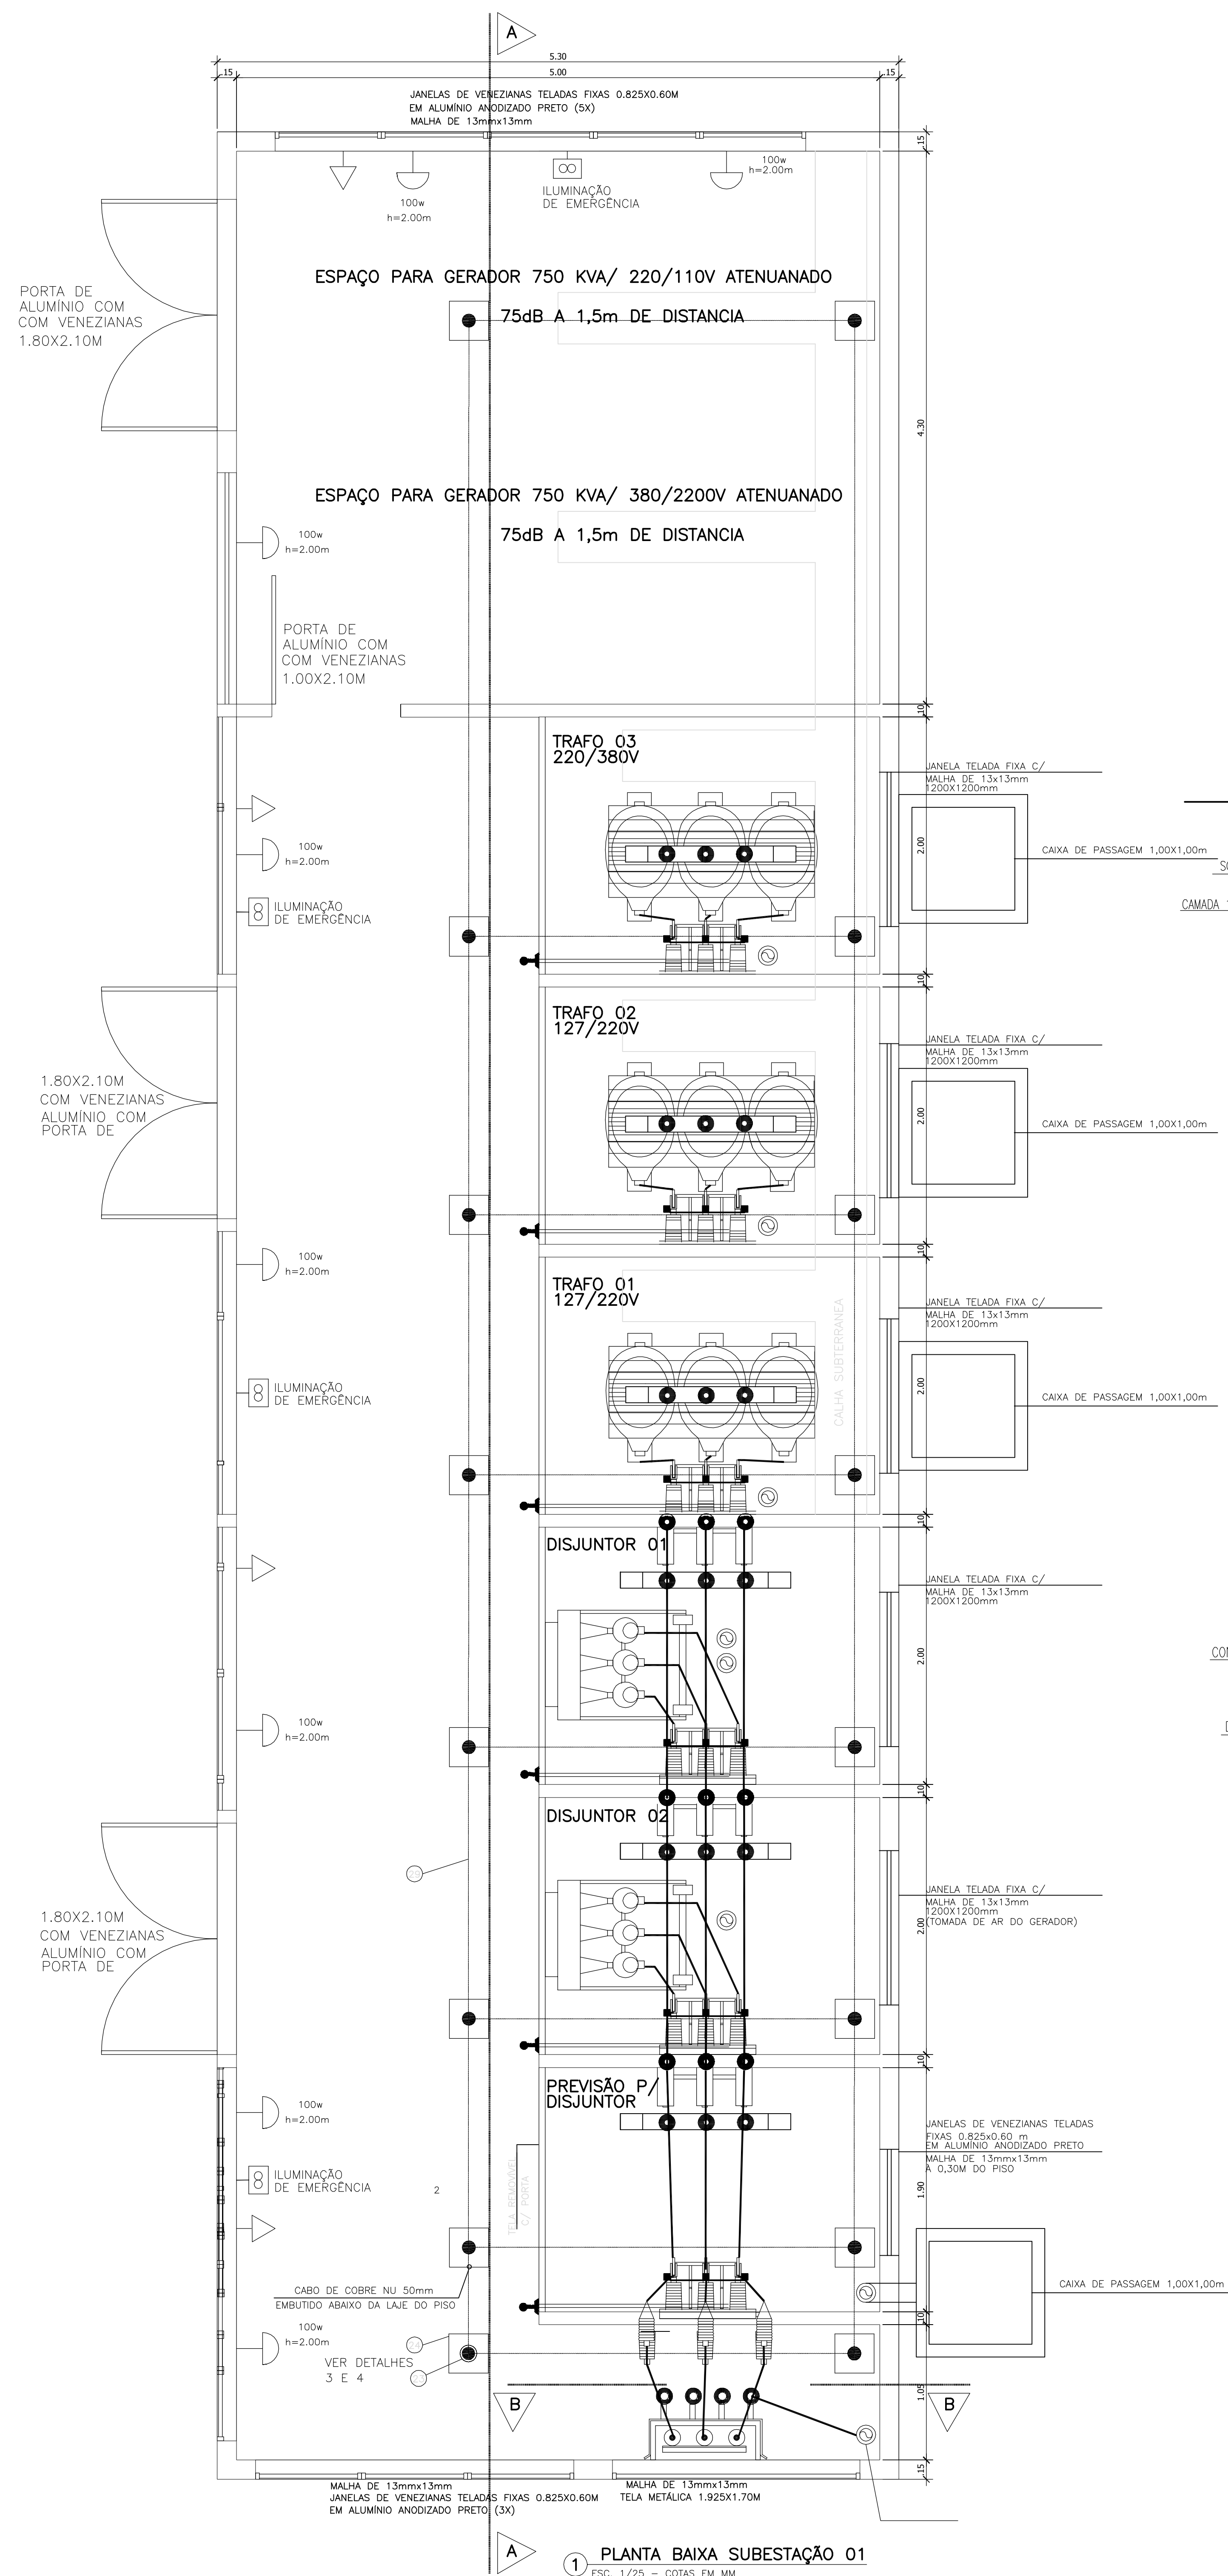 A
5.30
.15
5.00
.15
JANELAS DE VENEZIANAS TELADAS FIXAS 0.825X0.60M
EM ALUMÍNIO ANODIZADO PRETO (5X)
MALHA DE 13mmx13mm
.15
100w
h=2.00m
100w
h=2.00m
ILUMINAÇÃO
DE EMERGÊNCIA
ESPAÇO PARA GERADOR 750 KVA/ 220/110V ATENUANADO
75dB A 1,5m DE DISTANCIA
PORTA DE
ALUMÍNIO COM
COM VENEZIANAS
1.80X2.10M
4.30
ESPAÇO PARA GERADOR 750 KVA/ 380/2200V ATENUANADO
75dB A 1,5m DE DISTANCIA
100w
h=2.00m
PORTA DE
ALUMÍNIO COM
COM VENEZIANAS
1.00X2.10M
.10
TRAFO 03
220/380V
JANELA TELADA FIXA C/
MALHA DE 13x13mm
1200X1200mm
2.00
CAIXA DE PASSAGEM 1,00X1,00m
100w
h=2.00m
ILUMINAÇÃO
DE EMERGÊNCIA
CAMADA
.10
TRAFO 02
127/220V
JANELA TELADA FIXA C/
MALHA DE 13x13mm
1200X1200mm
2.00
CAIXA DE PASSAGEM 1,00X1,00m
1.80X2.10M
COM VENEZIANAS
ALUMÍNIO COM
PORTA DE
.10
100w
h=2.00m
TRAFO 01
127/220V
CALHA SUBTERRANEA
JANELA TELADA FIXA C/
MALHA DE 13x13mm
1200X1200mm
2.00
CAIXA DE PASSAGEM 1,00X1,00m
ILUMINAÇÃO
DE EMERGÊNCIA
.10
DISJUNTOR 01
JANELA TELADA FIXA C/
MALHA DE 13x13mm
1200X1200mm
2.00
100w
h=2.00m
.10
DISJUNTOR 02
29
JANELA TELADA FIXA C/
MALHA DE 13x13mm
1200X1200mm
(TOMADA DE AR DO GERADOR)
2.00
1.80X2.10M
COM VENEZIANAS
ALUMÍNIO COM
PORTA DE
.10
PREVISÃO P/
DISJUNTOR
100w
h=2.00m
TELA REMOVÍVEL
C/ PORTA
JANELAS DE VENEZIANAS TELADAS
FIXAS 0.825x0.60 m
EM ALUMÍNIO ANODIZADO PRETO
MALHA DE 13mmx13mm
A 0,30M DO PISO
1.90
ILUMINAÇÃO
DE EMERGÊNCIA
2
CABO DE COBRE NU 50mm
EMBUTIDO ABAIXO DA LAJE DO PISO
CAIXA DE PASSAGEM 1,00X1,00m
.10
100w
h=2.00m
24
VER DETALHES
3 E 4
23
B
B
1.05
.15
MALHA DE 13mmx13mm
JANELAS DE VENEZIANAS TELADAS FIXAS 0.825X0.60M
EM ALUMÍNIO ANODIZADO PRETO (3X)
MALHA DE 13mmx13mm
TELA METÁLICA 1.925X1.70M
A
1
PLANTA BAIXA SUBESTAÇÃO 01
ESC. 1/25 - COTAS EM MM